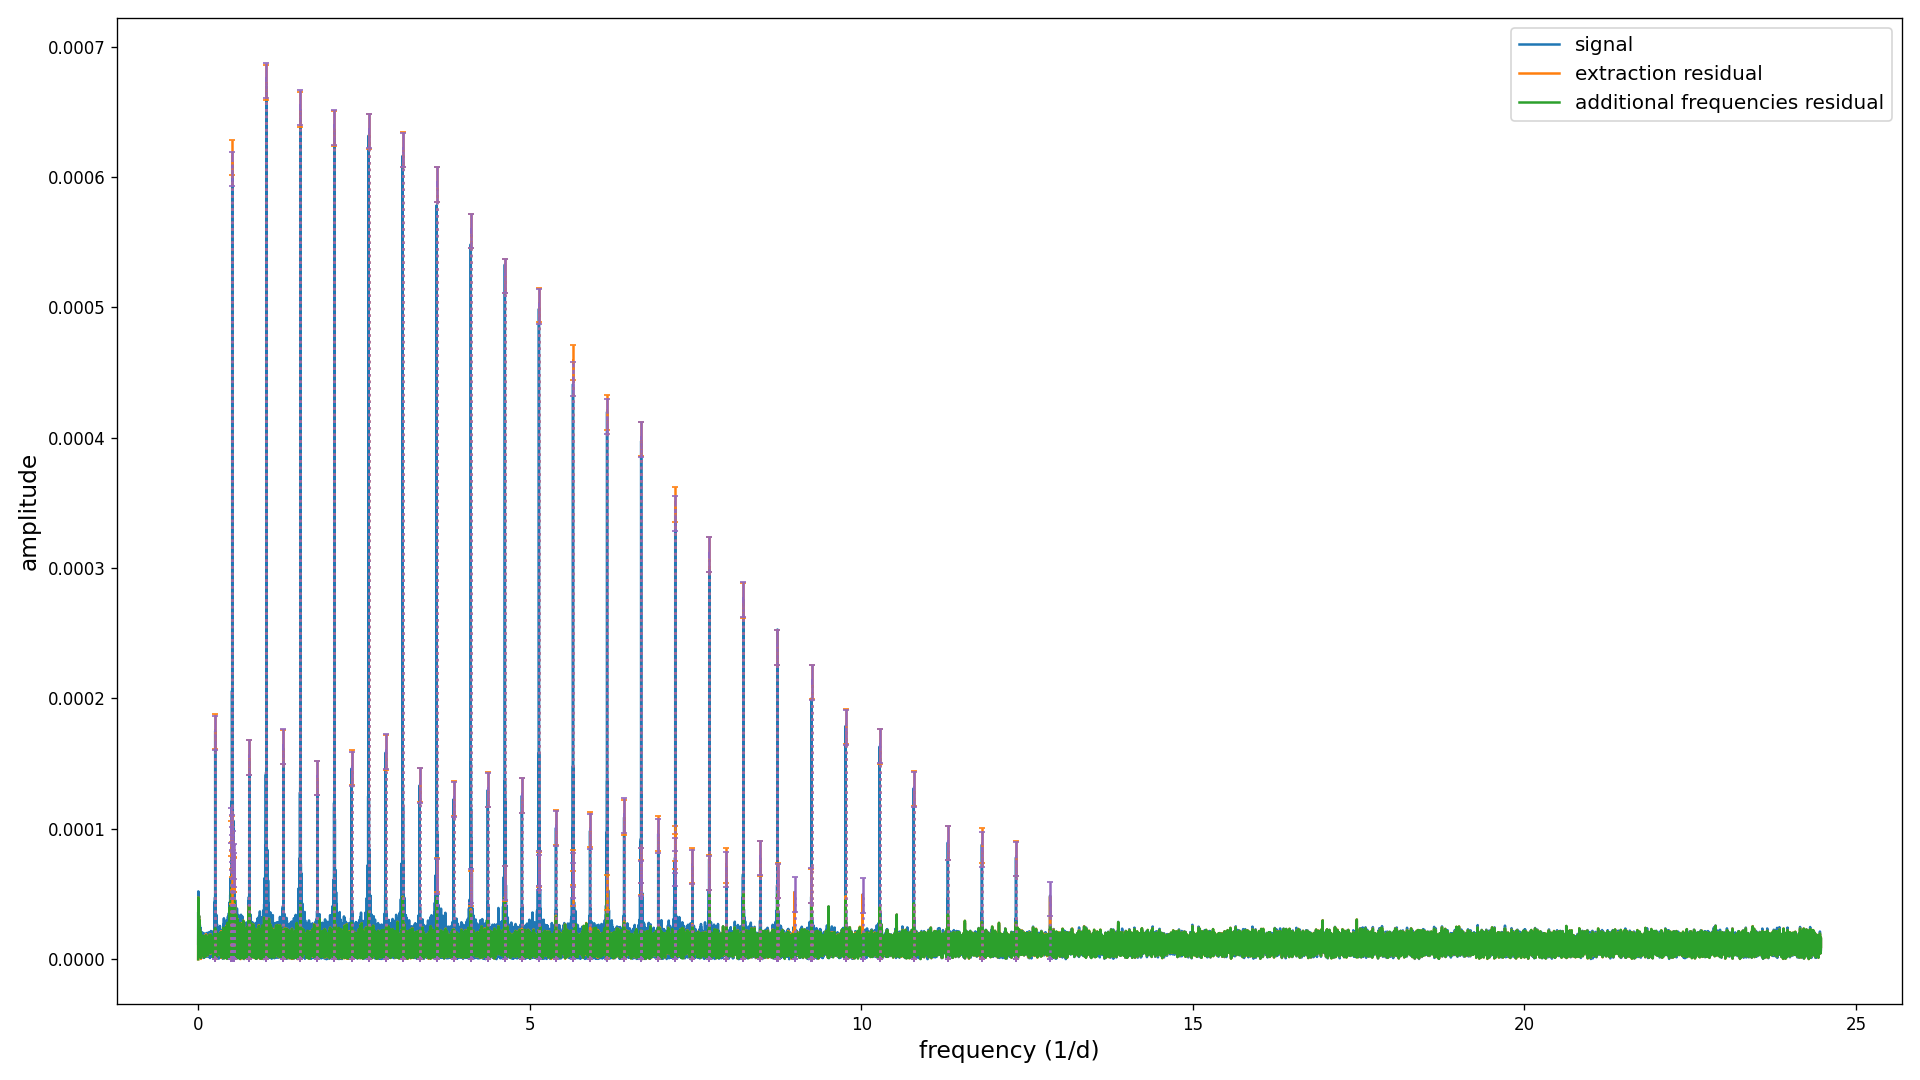 signal
extraction residual
additional frequencies residual
0.0007
0.0006
0.0005
0.0004
0.0003
0.0002
0.0001
0.0000
amplitude
0 5 10 15 20 25
frequency (1/d)